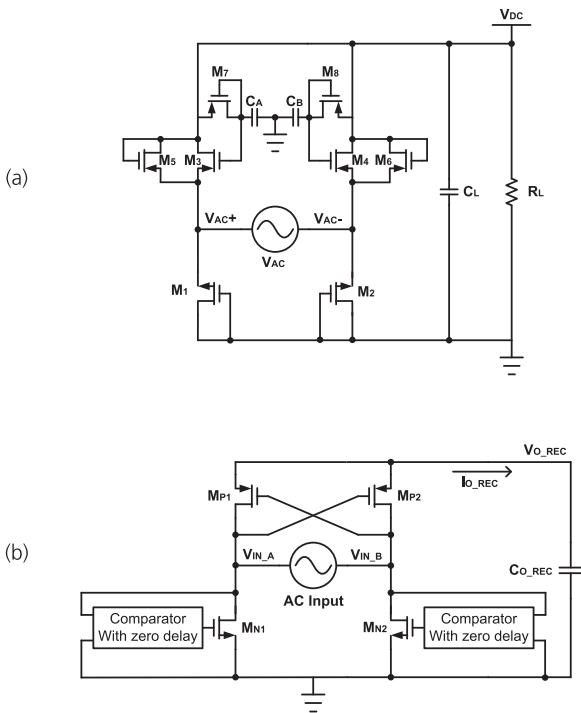 (a)
VDC
M7
M8
CA
CB
M5
M3
M4
M6
CL
RL
VAC+
VAC-
VAC
M1
M2
(b)
VO_REC
IO_REC
MP1
MP2
VIN_A
VIN_B
AC Input
CO_REC
Comparator
With zero delay
MN1
MN2
Comparator
With zero delay